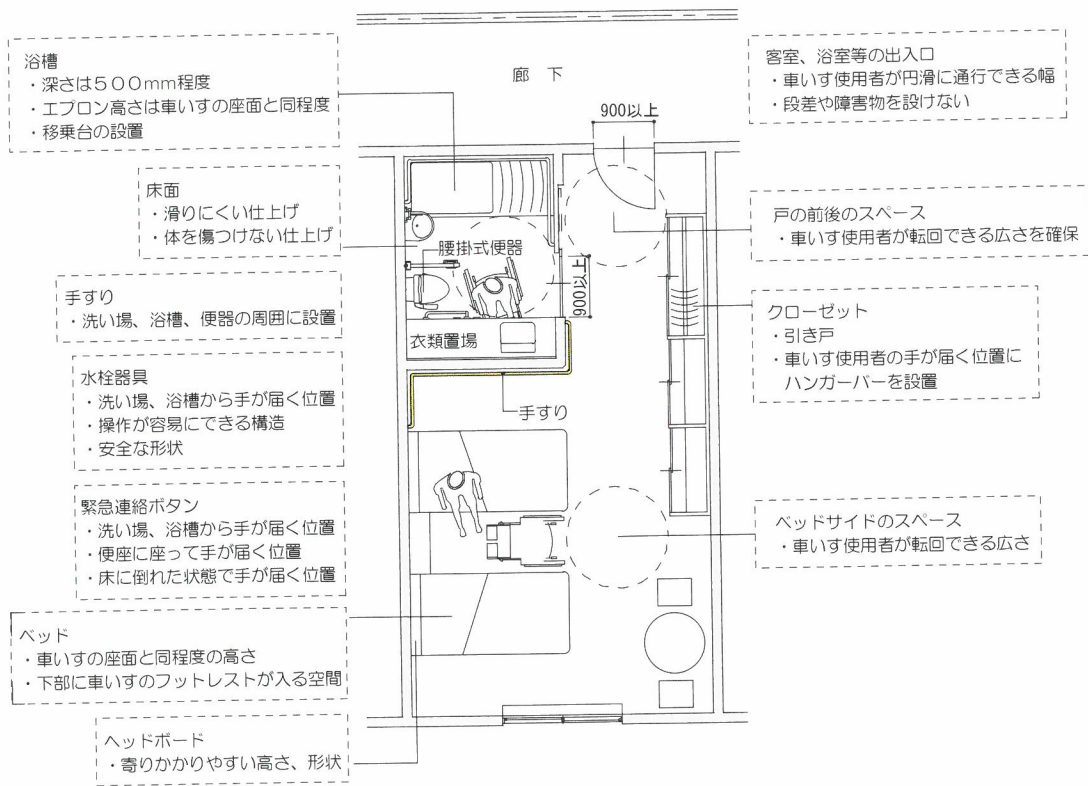 浴槽
・深さは500mm程度
・エプロン高さは車いすの座面と同程度
・移乗台の設置
床面
・滑りにくい仕上げ
・体を傷つけない仕上げ
手すり
・洗い場、浴槽、便器の周囲に設置
水栓器具
・洗い場、浴槽から手が届く位置
・操作が容易にできる構造
・安全な形状
緊急連絡ボタン
・洗い場、浴槽から手が届く位置
・便座に座って手が届く位置
・床に倒れた状態で手が届く位置
ベッド
・車いすの座面と同程度の高さ
・下部に車いすのフットレストが入る空間
ヘッドボード
・寄りかかりやすい高さ、形状
廊下
900以上
腰掛式便器
900以上
衣類置場
手すり
客室、浴室等の出入口
・車いす使用者が円滑に通行できる幅
・段差や障害物を設けない
戸の前後のスペース
・車いす使用者が転回できる広さを確保
クローゼット
・引き戸
・車いす使用者の手が届く位置に
ハンガーバーを設置
ベッドサイドのスペース
・車いす使用者が転回できる広さ